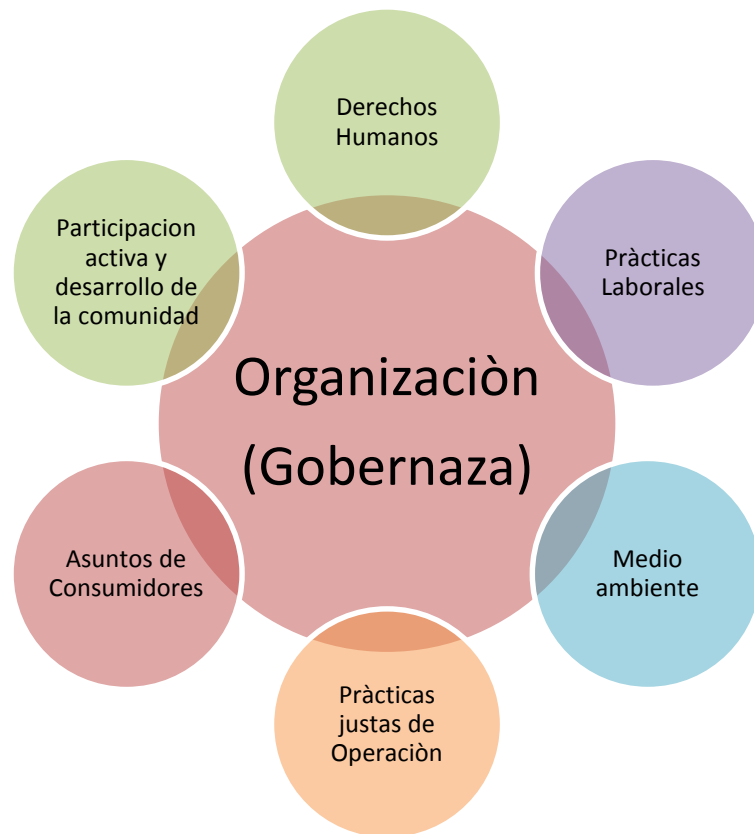 Derechos
Humanos
Participacion
activa y
desarrollo de
la comunidad
Pràcticas
Laborales
Organizaciòn
(Gobernaza)
Asuntos de
Consumidores
Medio
ambiente
Pràcticas
justas de
Operaciòn